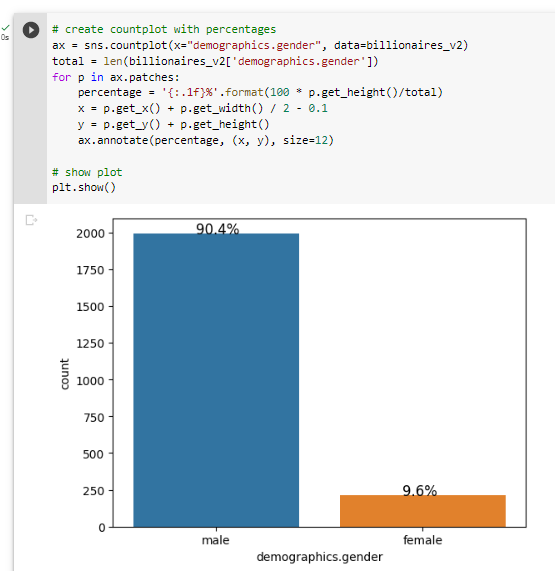 # create countplot with percentages
0s
ax = sns.countplot(x="demographics.gender", data=billionaires_v2)
total = len(billionaires_v2['demographics.gender'])
for p in ax.patches:
    percentage = '{:.1f}%'.format(100 * p.get_height()/total)
    x = p.get_x() + p.get_width() / 2 - 0.1
    y = p.get_y() + p.get_height()
    ax.annotate(percentage, (x, y), size=12)
# show plot
plt.show()
90.4%
2000
1750
1500
1250
1000
750
500
250
0
count
9.6%
male
female
demographics.gender